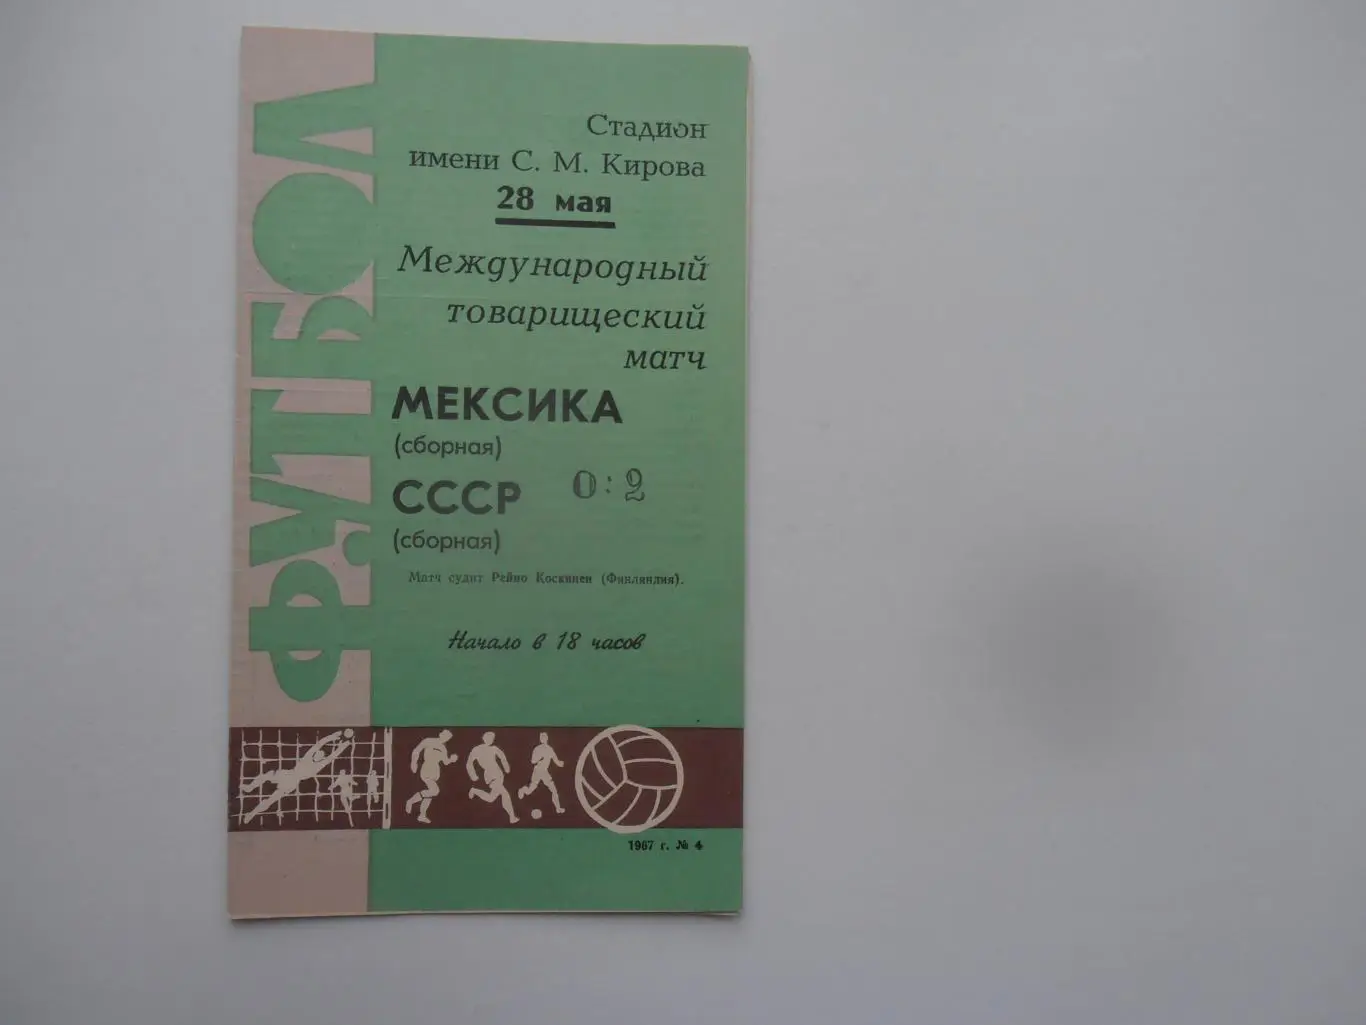 ФУТБОЛ
Стадион
имени С. М. Кирова
28 мая
Международный
товарищеский
матч
МЕКСИКА
(сборная)
СССР 0:2
(сборная)
Матч судит Рейно Коскинен (Финляндия).
Начало в 18 часов
1967 г. № 4